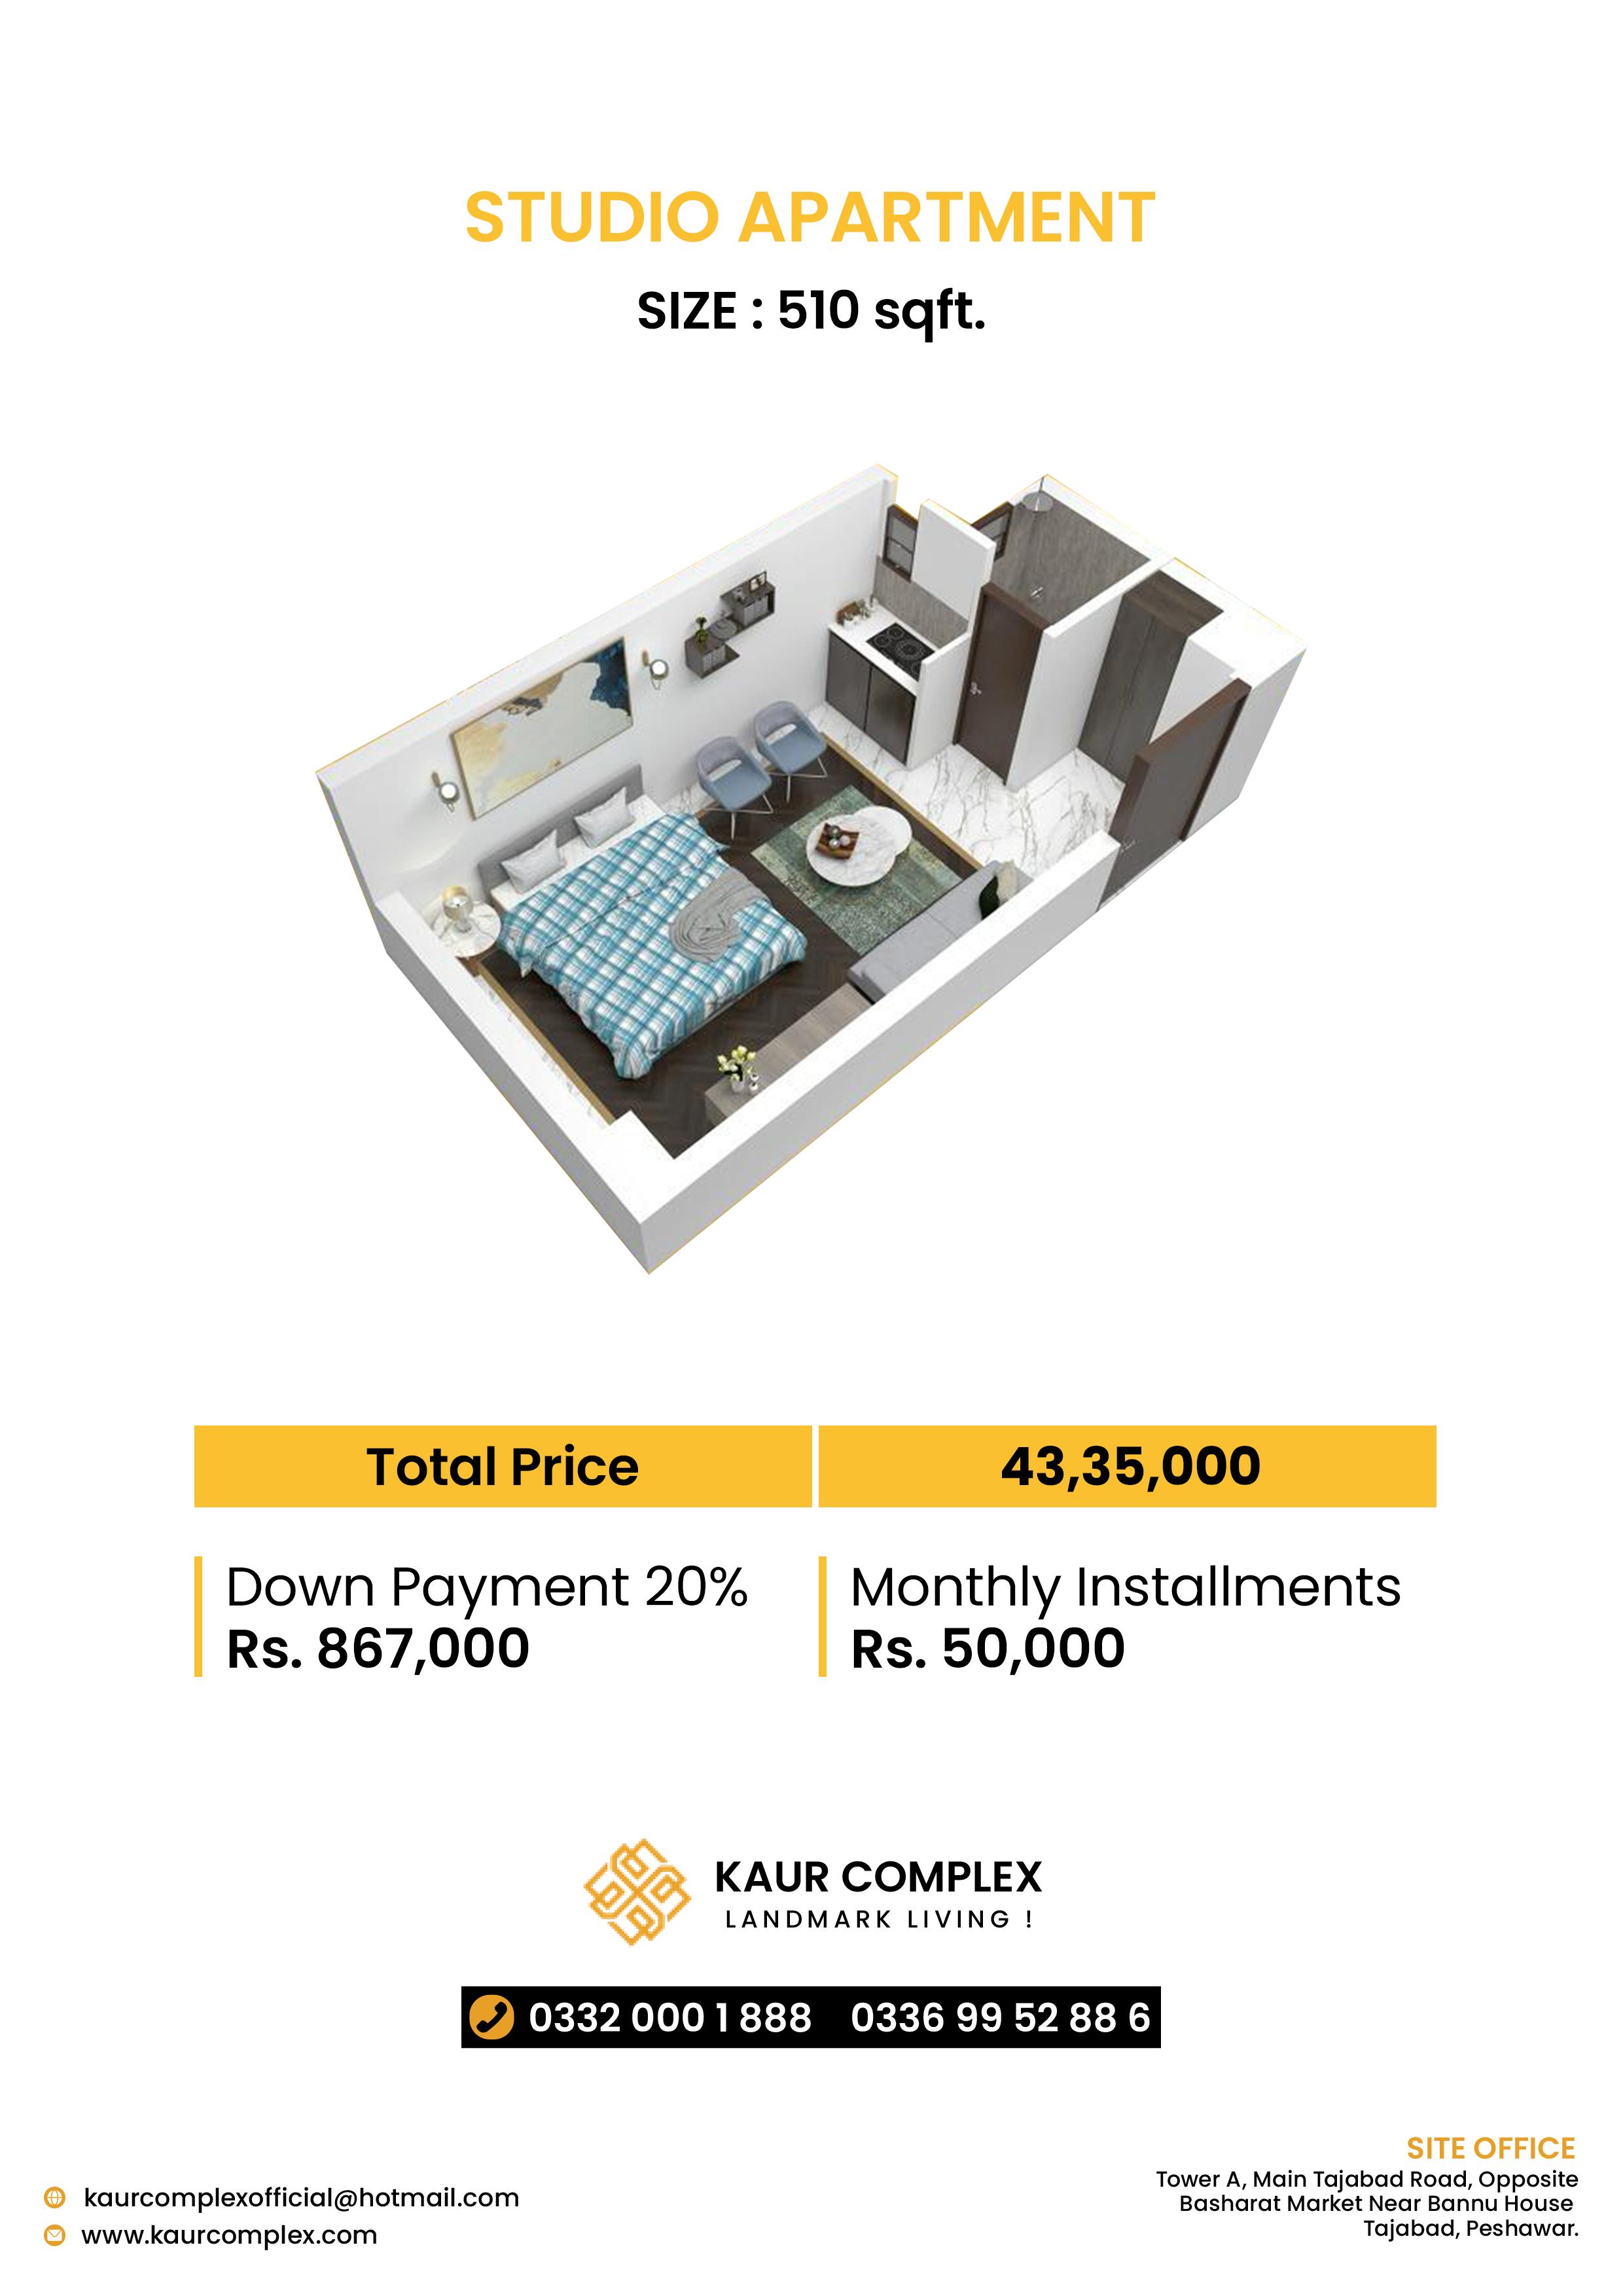 STUDIO APARTMENT
SIZE : 510 sqft.
Total Price
43,35,000
Down Payment 20%
Rs. 867,000
Monthly Installments
Rs. 50,000
KAUR COMPLEX
LANDMARK LIVING !
0332 000 1 888 0336 99 52 88 6
kaurcomplexofficial@hotmail.com
www.kaurcomplex.com
SITE OFFICE
Tower A, Main Tajabad Road, Opposite
Basharat Market Near Bannu House
Tajabad, Peshawar.